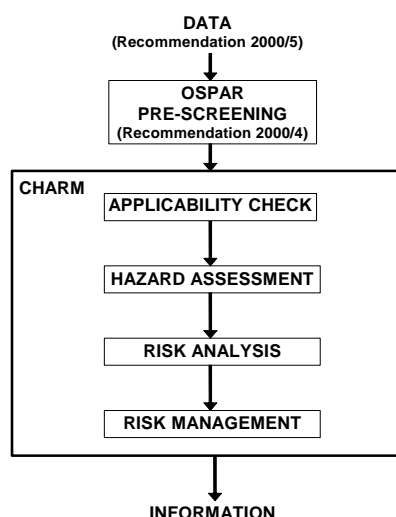 DATA
(Recommendation 2000/5)
OSPAR
PRE-SCREENING
(Recommendation 2000/4)
CHARM
APPLICABILITY CHECK
HAZARD ASSESSMENT
RISK ANALYSIS
RISK MANAGEMENT
INFORMATION